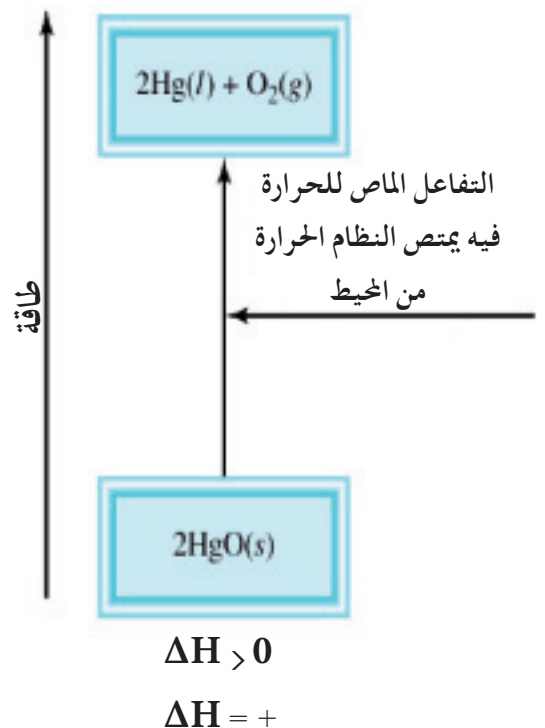 2Hg(l) + O₂(g)
التفاعل الماص للحرارة
فيه يمتص النظام الحرارة
من المحيط
طاقة
2HgO(s)
ΔH > 0
ΔH = +